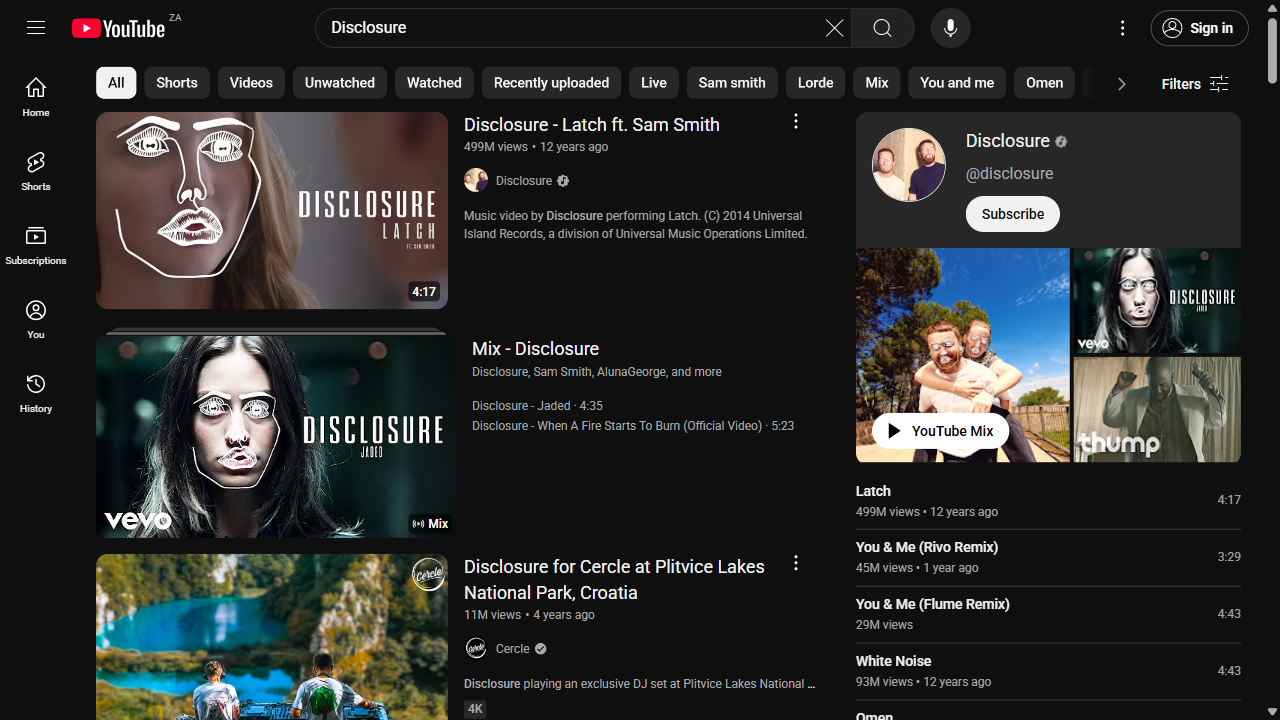 YouTube ZA
Disclosure
Sign in
Home
Shorts
Subscriptions
You
History
All
Shorts
Videos
Unwatched
Watched
Recently uploaded
Live
Sam smith
Lorde
Mix
You and me
Omen
Filters
DISCLOSURE
LATCH
FT. SAM SMITH
4:17
Disclosure - Latch ft. Sam Smith
499M views • 12 years ago
Disclosure
Music video by Disclosure performing Latch. (C) 2014 Universal
Island Records, a division of Universal Music Operations Limited.
DISCLOSURE
JADED
vevo
Mix
Mix - Disclosure
Disclosure, Sam Smith, AlunaGeorge, and more
Disclosure - Jaded · 4:35
Disclosure - When A Fire Starts To Burn (Official Video) · 5:23
Cercle
Disclosure for Cercle at Plitvice Lakes
National Park, Croatia
11M views • 4 years ago
Cercle
Disclosure playing an exclusive DJ set at Plitvice Lakes National ...
4K
Disclosure
@disclosure
Subscribe
YouTube Mix
DISCLOSURE
JADED
vevo
thump
Latch
499M views • 12 years ago
4:17
You & Me (Rivo Remix)
45M views • 1 year ago
3:29
You & Me (Flume Remix)
29M views
4:43
White Noise
93M views • 12 years ago
4:43
Omen